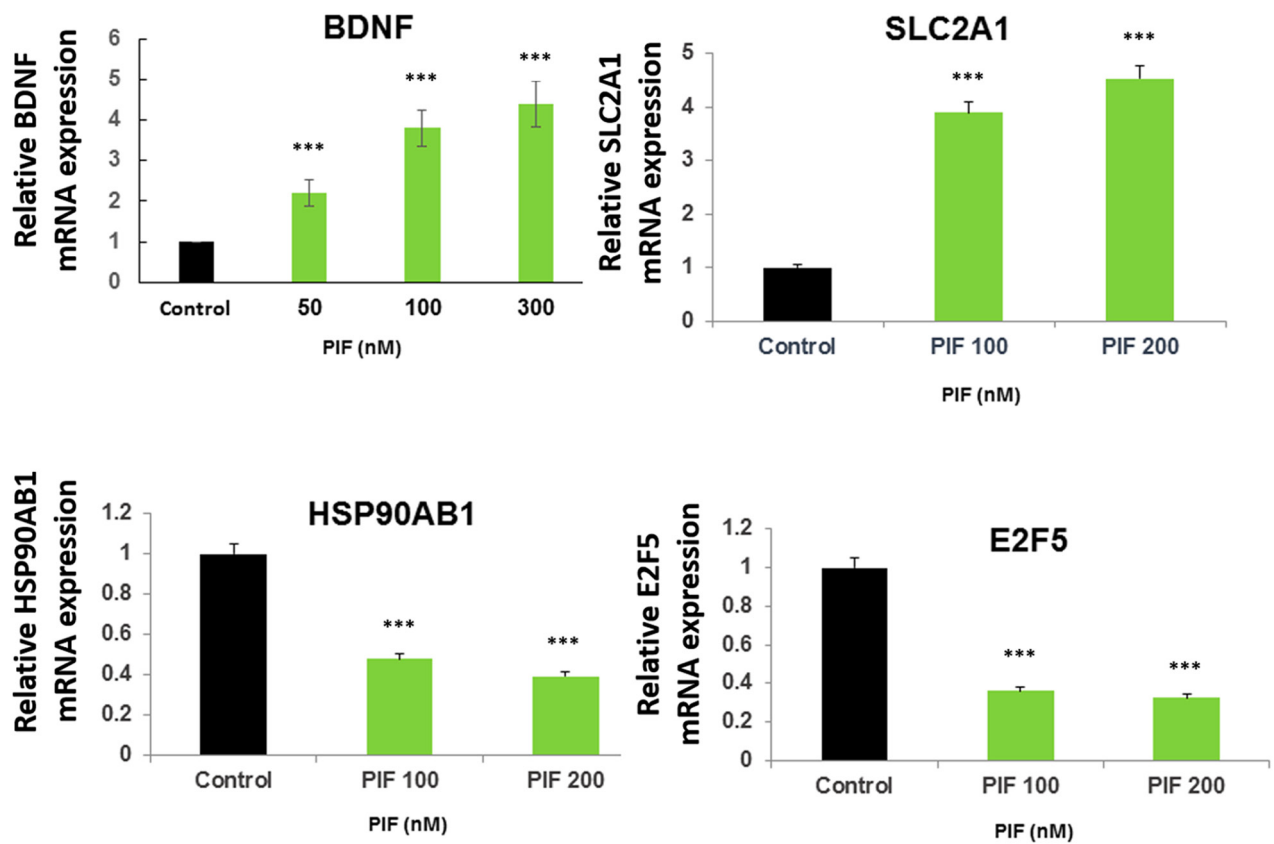 BDNF
Relative BDNF
mRNA expression
6
5
4
3
2
1
0
***
***
***
Control
50
100
300
PIF (nM)
SLC2A1
Relative SLC2A1
mRNA expression
5
4
3
2
1
0
***
***
Control
PIF 100
PIF 200
PIF (nM)
HSP90AB1
Relative HSP90AB1
mRNA expression
1.2
1
0.8
0.6
0.4
0.2
0
***
***
Control
PIF 100
PIF 200
PIF (nM)
E2F5
Relative E2F5
mRNA expression
1.2
1
0.8
0.6
0.4
0.2
0
***
***
Control
PIF 100
PIF 200
PIF (nM)